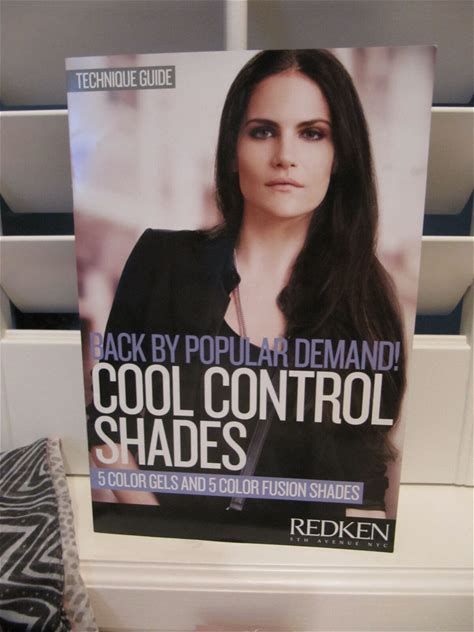 TECHNIQUE GUIDE
BACK BY POPULAR DEMAND!
COOL CONTROL
SHADES
5 COLOR GELS AND 5 COLOR FUSION SHADES
REDKEN
5TH AVENUE NYC